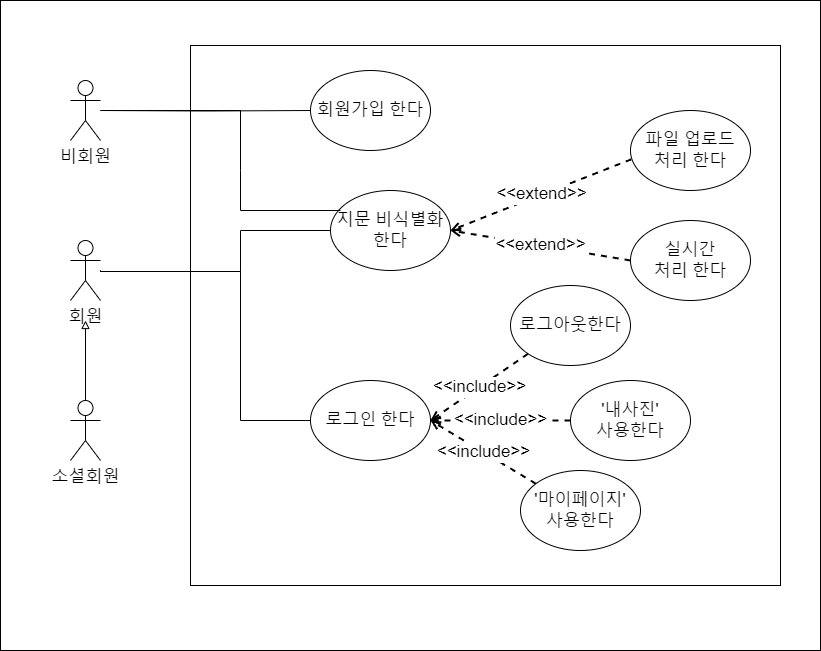 비회원
회원가입 한다
파일 업로드
처리 한다
<<extend>>
지문 비식별화
한다
<<extend>>
실시간
처리 한다
회원
로그아웃한다
<<include>>
로그인 한다
<<include>>
'내사진'
사용한다
<<include>>
소셜회원
'마이페이지'
사용한다